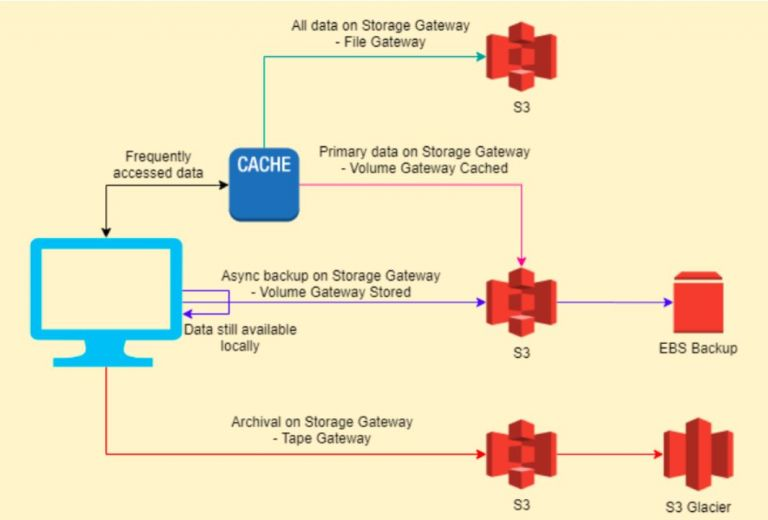 All data on Storage Gateway
- File Gateway
S3
Frequently
accessed data
CACHE
Primary data on Storage Gateway
- Volume Gateway Cached
Async backup on Storage Gateway
- Volume Gateway Stored
Data still available
locally
S3
EBS Backup
Archival on Storage Gateway
- Tape Gateway
S3
S3 Glacier